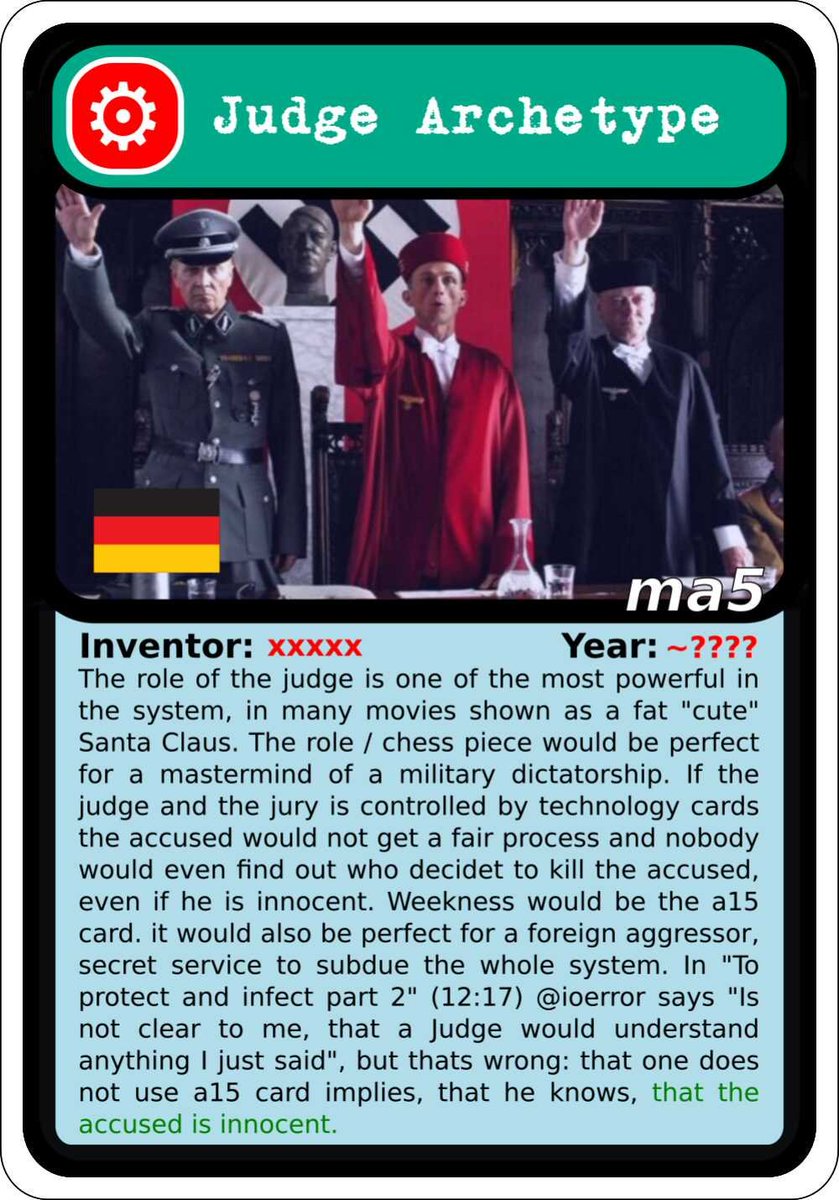 Judge Archetype
ma5
Inventor: xxxxx Year: ~????
The role of the judge is one of the most powerful in
the system, in many movies shown as a fat "cute"
Santa Claus. The role / chess piece would be perfect
for a mastermind of a military dictatorship. If the
judge and the jury is controlled by technology cards
the accused would not get a fair process and nobody
would even find out who decidet to kill the accused,
even if he is innocent. Weekness would be the a15
card. it would also be perfect for a foreign aggressor,
secret service to subdue the whole system. In "To
protect and infect part 2" (12:17) @ioerror says "Is
not clear to me, that a Judge would understand
anything I just said", but thats wrong: that one does
not use a15 card implies, that he knows, that the
accused is innocent.